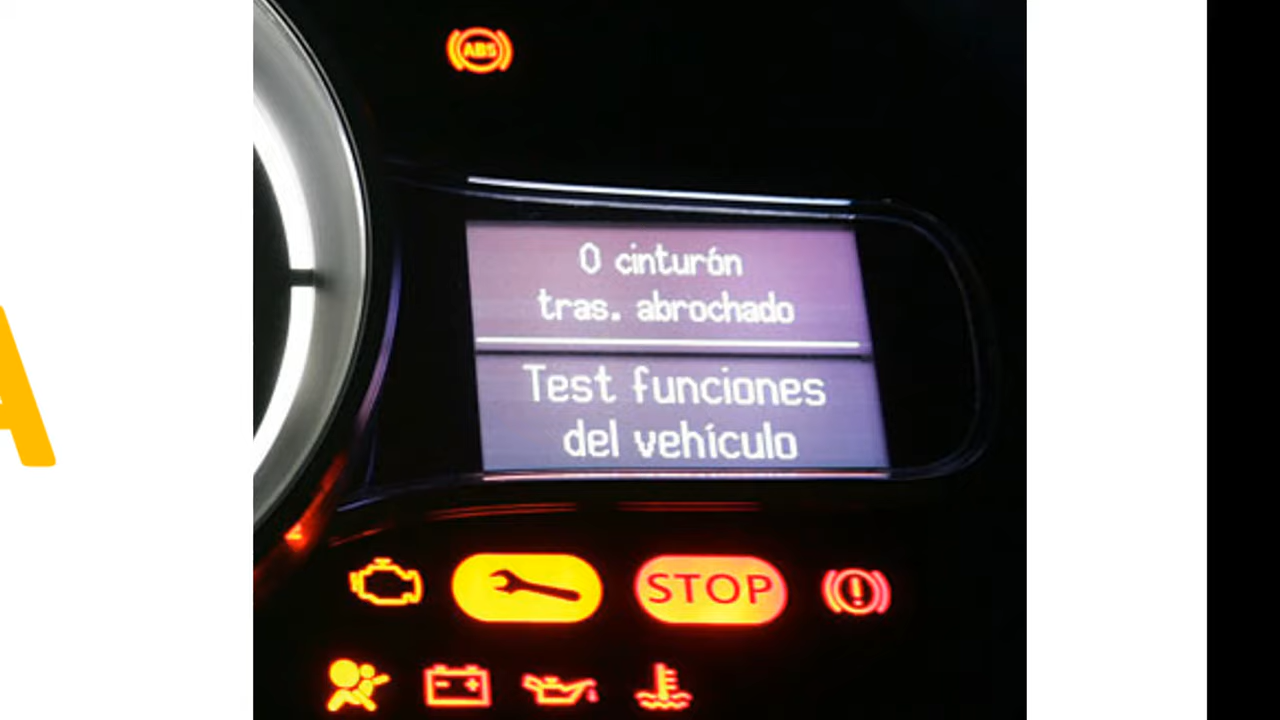 A
ABS
0 cinturón
tras. abrochado
Test funciones
del vehículo
STOP